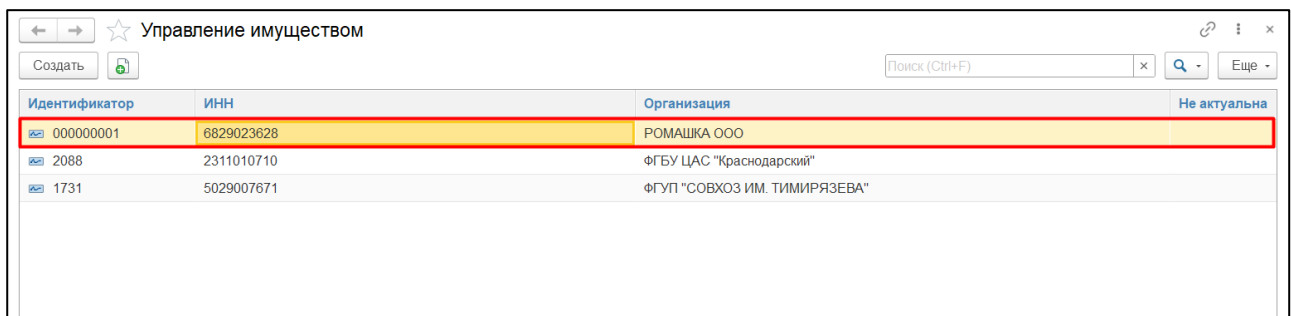 Управление имуществом
Создать Поиск (Ctrl+F) Еще
Идентификатор ИНН Организация Не актуальна
000000001 6829023628 РОМАШКА ООО
2088 2311010710 ФГБУ ЦАС "Краснодарский"
1731 5029007671 ФГУП "СОВХОЗ ИМ. ТИМИРЯЗЕВА"